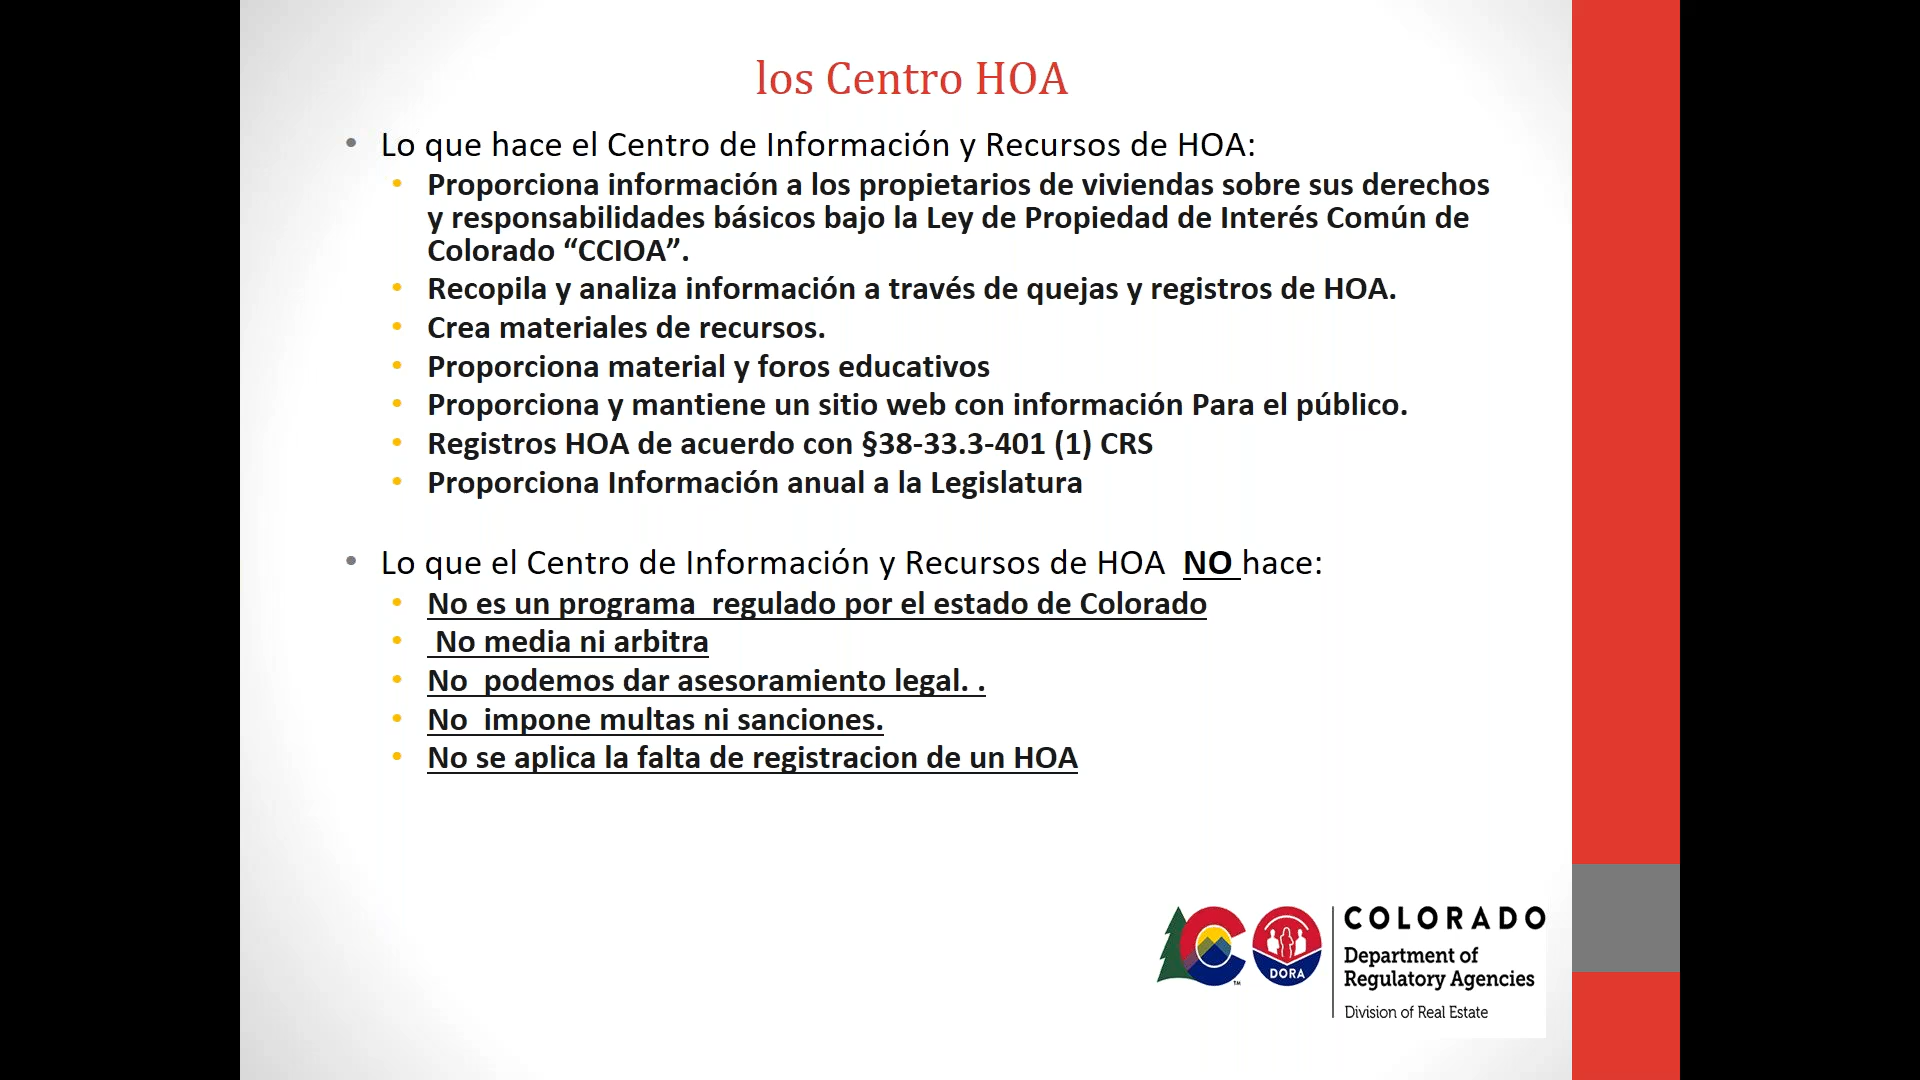 los Centro HOA
• Lo que hace el Centro de Información y Recursos de HOA:
• Proporciona información a los propietarios de viviendas sobre sus derechos
y responsabilidades básicos bajo la Ley de Propiedad de Interés Común de
Colorado “CCIOA”.
• Recopila y analiza información a través de quejas y registros de HOA.
• Crea materiales de recursos.
• Proporciona material y foros educativos
• Proporciona y mantiene un sitio web con información Para el público.
• Registros HOA de acuerdo con §38-33.3-401 (1) CRS
• Proporciona Información anual a la Legislatura
• Lo que el Centro de Información y Recursos de HOA NO hace:
• No es un programa regulado por el estado de Colorado
• No media ni arbitra
• No podemos dar asesoramiento legal. .
• No impone multas ni sanciones.
• No se aplica la falta de registracion de un HOA
TM
DORA
COLORADO
Department of
Regulatory Agencies
Division of Real Estate